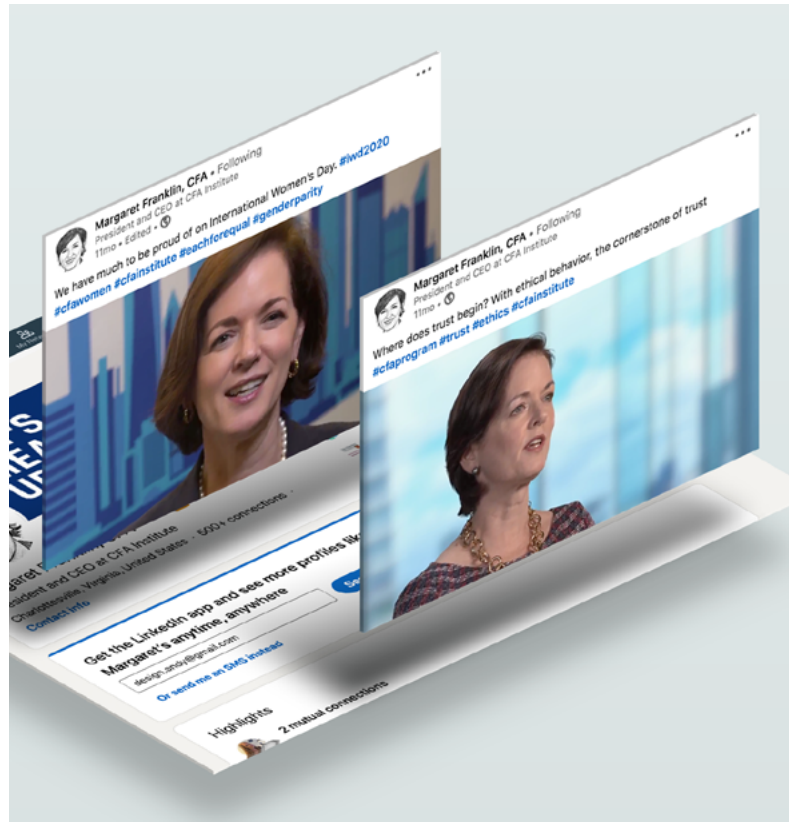 Margaret Franklin, CFA • Following
President and CEO at CFA Institute
11mo • Edited •
We have much to be proud of on International Women's Day. #iwd2020
#cfawomen #cfainstitute #eachforequal #genderparity
Margaret Franklin, CFA • Following
President and CEO at CFA Institute
11mo •
Where does trust begin? With ethical behavior, the cornerstone of trust
#cfaprogram #trust #ethics #cfainstitute
and CEO at CFA Institute
Charlottesville, Virginia, United States · 500+ connections ·
Contact info
Get the LinkedIn app and see more profiles
Margaret's anytime, anywhere
design.andy@gmail.com
Or send me an SMS instead
Highlights
2 mutual connections